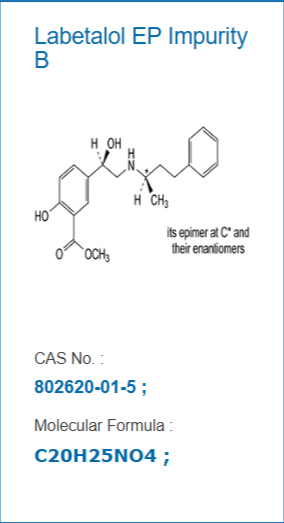 Labetalol EP Impurity
B
H OH
H
N
*
H CH3
HO
O OCH3
its epimer at C* and
their enantiomers
CAS No. :
802620-01-5 ;
Molecular Formula :
C20H25NO4 ;